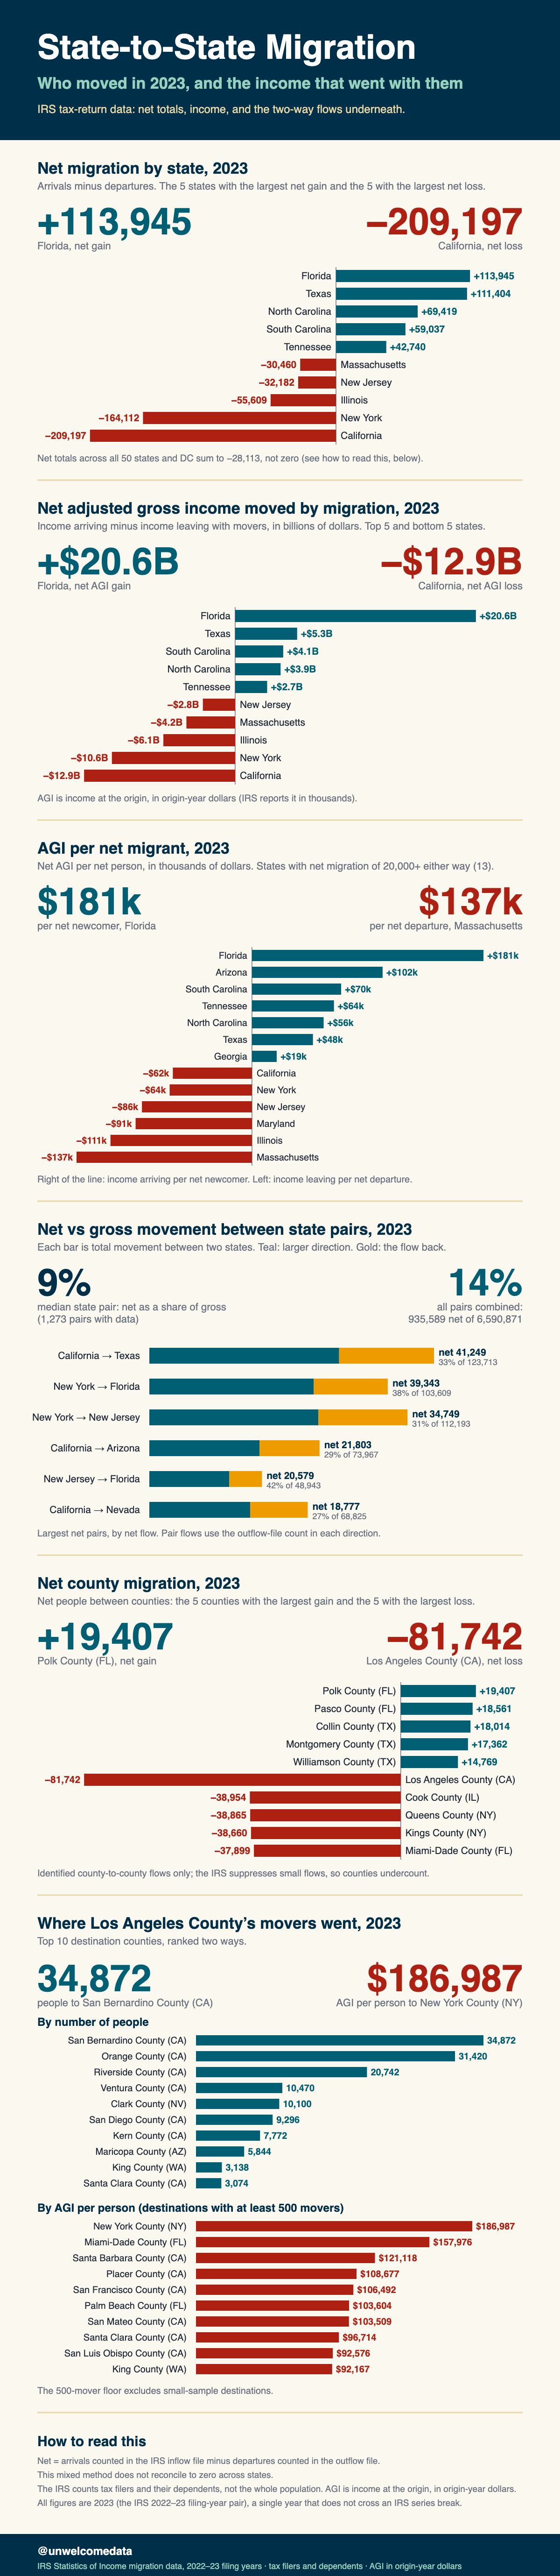 State-to-State Migration
Who moved in 2023, and the income that went with them
IRS tax-return data: net totals, income, and the two-way flows underneath.
Net migration by state, 2023
Arrivals minus departures. The 5 states with the largest net gain and the 5 with the largest net loss.
+113,945
Florida, net gain
−209,197
California, net loss
Florida +113,945
Texas +111,404
North Carolina +69,419
South Carolina +59,037
Tennessee +42,740
−30,460 Massachusetts
−32,182 New Jersey
−55,609 Illinois
−164,112 New York
−209,197 California
Net totals across all 50 states and DC sum to −28,113, not zero (see how to read this, below).
Net adjusted gross income moved by migration, 2023
Income arriving minus income leaving with movers, in billions of dollars. Top 5 and bottom 5 states.
+$20.6B
Florida, net AGI gain
−$12.9B
California, net AGI loss
Florida +$20.6B
Texas +$5.3B
South Carolina +$4.1B
North Carolina +$3.9B
Tennessee +$2.7B
−$2.8B New Jersey
−$4.2B Massachusetts
−$6.1B Illinois
−$10.6B New York
−$12.9B California
AGI is income at the origin, in origin-year dollars (IRS reports it in thousands).
AGI per net migrant, 2023
Net AGI per net person, in thousands of dollars. States with net migration of 20,000+ either way (13).
$181k
per net newcomer, Florida
$137k
per net departure, Massachusetts
Florida +$181k
Arizona +$102k
South Carolina +$70k
Tennessee +$64k
North Carolina +$56k
Texas +$48k
Georgia +$19k
−$62k California
−$64k New York
−$86k New Jersey
−$91k Maryland
−$111k Illinois
−$137k Massachusetts
Right of the line: income arriving per net newcomer. Left: income leaving per net departure.
Net vs gross movement between state pairs, 2023
Each bar is total movement between two states. Teal: larger direction. Gold: the flow back.
9%
median state pair: net as a share of gross
(1,273 pairs with data)
14%
all pairs combined:
935,589 net of 6,590,871
California → Texas net 41,249
33% of 123,713
New York → Florida net 39,343
38% of 103,609
New York → New Jersey net 34,749
31% of 112,193
California → Arizona net 21,803
29% of 73,967
New Jersey → Florida net 20,579
42% of 48,943
California → Nevada net 18,777
27% of 68,825
Largest net pairs, by net flow. Pair flows use the outflow-file count in each direction.
Net county migration, 2023
Net people between counties: the 5 counties with the largest gain and the 5 with the largest loss.
+19,407
Polk County (FL), net gain
−81,742
Los Angeles County (CA), net loss
Polk County (FL) +19,407
Pasco County (FL) +18,561
Collin County (TX) +18,014
Montgomery County (TX) +17,362
Williamson County (TX) +14,769
−81,742 Los Angeles County (CA)
−38,954 Cook County (IL)
−38,865 Queens County (NY)
−38,660 Kings County (NY)
−37,899 Miami-Dade County (FL)
Identified county-to-county flows only; the IRS suppresses small flows, so counties undercount.
Where Los Angeles County’s movers went, 2023
Top 10 destination counties, ranked two ways.
34,872
people to San Bernardino County (CA)
$186,987
AGI per person to New York County (NY)
By number of people
San Bernardino County (CA) 34,872
Orange County (CA) 31,420
Riverside County (CA) 20,742
Ventura County (CA) 10,470
Clark County (NV) 10,100
San Diego County (CA) 9,296
Kern County (CA) 7,772
Maricopa County (AZ) 5,844
King County (WA) 3,138
Santa Clara County (CA) 3,074
By AGI per person (destinations with at least 500 movers)
New York County (NY) $186,987
Miami-Dade County (FL) $157,976
Santa Barbara County (CA) $121,118
Placer County (CA) $108,677
San Francisco County (CA) $106,492
Palm Beach County (FL) $103,604
San Mateo County (CA) $103,509
Santa Clara County (CA) $96,714
San Luis Obispo County (CA) $92,576
King County (WA) $92,167
The 500-mover floor excludes small-sample destinations.
How to read this
Net = arrivals counted in the IRS inflow file minus departures counted in the outflow file.
This mixed method does not reconcile to zero across states.
The IRS counts tax filers and their dependents, not the whole population. AGI is income at the origin, in origin-year dollars.
All figures are 2023 (the IRS 2022–23 filing-year pair), a single year that does not cross an IRS series break.
@unwelcomedata
IRS Statistics of Income migration data, 2022–23 filing years · tax filers and dependents · AGI in origin-year dollars